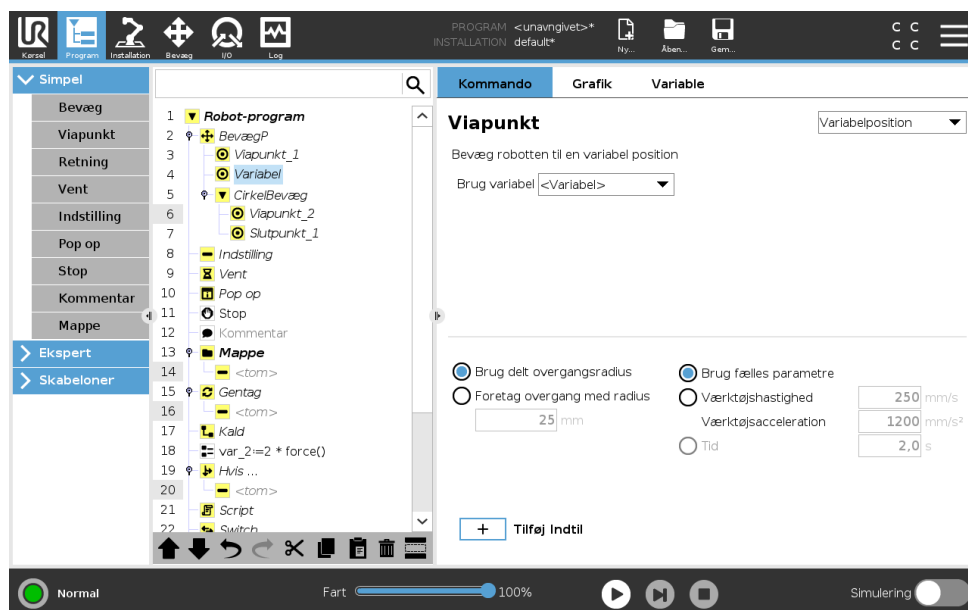 PROGRAM <unavngivet>*
INSTALLATION default*
Kørsel Program Installation Bevæg I/O Log Ny... Åben... Gem...
C C
C C
Simpel
Bevæg
Viapunkt
Retning
Vent
Indstilling
Pop op
Stop
Kommentar
Mappe
Ekspert
Skabeloner
1 Robot-program
2 BevægP
3 Viapunkt_1
4 Variabel
5 CirkelBevæg
6 Viapunkt_2
7 Slutpunkt_1
8 Indstilling
9 Vent
10 Pop op
11 Stop
12 Kommentar
13 Mappe
14 <tom>
15 Gentag
16 <tom>
17 Kald
18 var_2:=2 * force()
19 Hvis ...
20 <tom>
21 Script
22 Switch
Kommando Grafik Variable
Viapunkt Variabelposition
Bevæg robotten til en variabel position
Brug variabel <Variabel>
Brug delt overgangsradius
Foretag overgang med radius
25 mm
Brug fælles parametre
Værktøjshastighed 250 mm/s
Værktøjsacceleration 1200 mm/s²
Tid 2,0 s
+ Tilføj Indtil
Normal Fart 100% Simulering